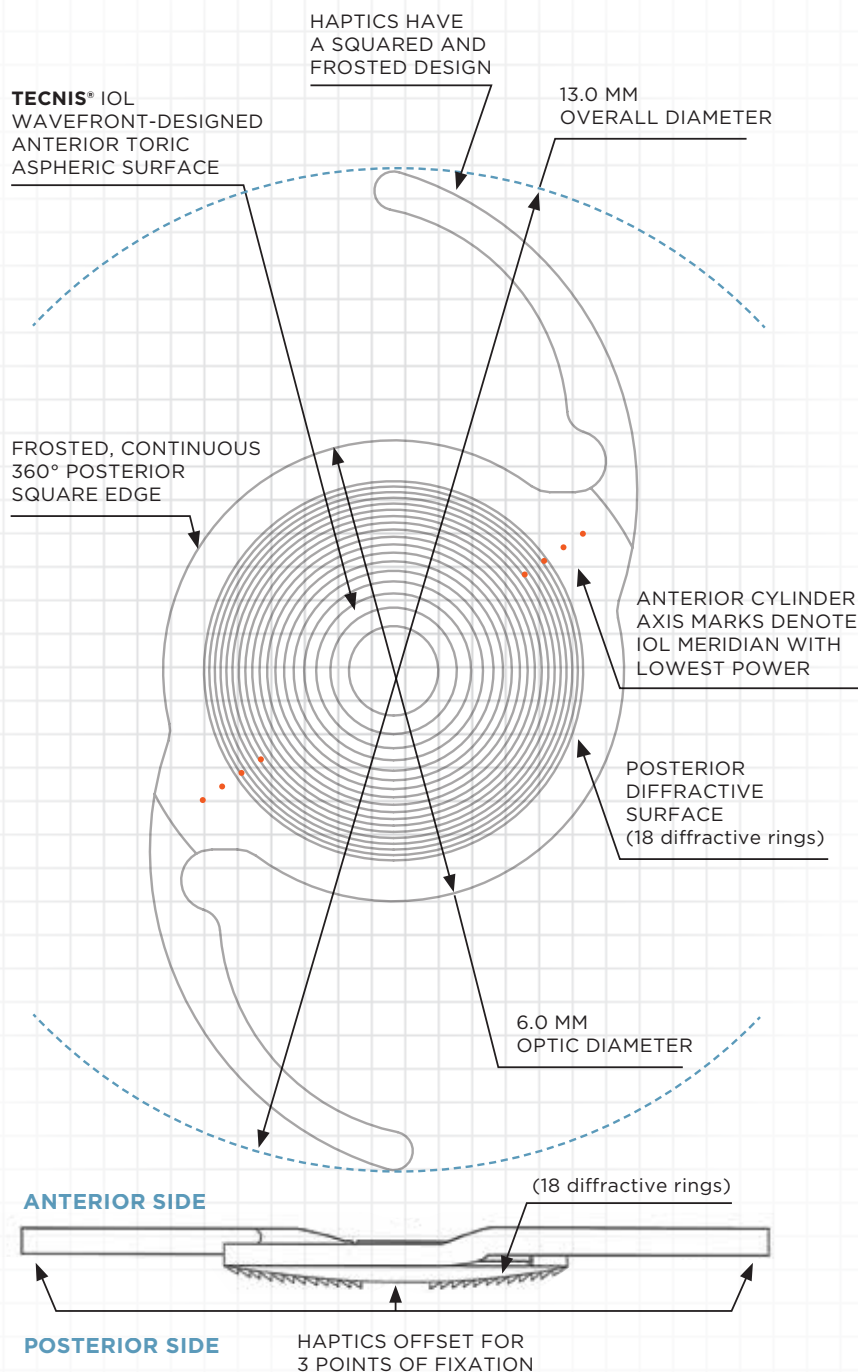 HAPTICS HAVE
A SQUARED AND
FROSTED DESIGN
13.0 MM
OVERALL DIAMETER
TECNIS® IOL
WAVEFRONT-DESIGNED
ANTERIOR TORIC
ASPHERIC SURFACE
FROSTED, CONTINUOUS
360° POSTERIOR
SQUARE EDGE
ANTERIOR CYLINDER
AXIS MARKS DENOTE
IOL MERIDIAN WITH
LOWEST POWER
POSTERIOR
DIFFRACTIVE
SURFACE
(18 diffractive rings)
6.0 MM
OPTIC DIAMETER
ANTERIOR SIDE
(18 diffractive rings)
POSTERIOR SIDE
HAPTICS OFFSET FOR
3 POINTS OF FIXATION